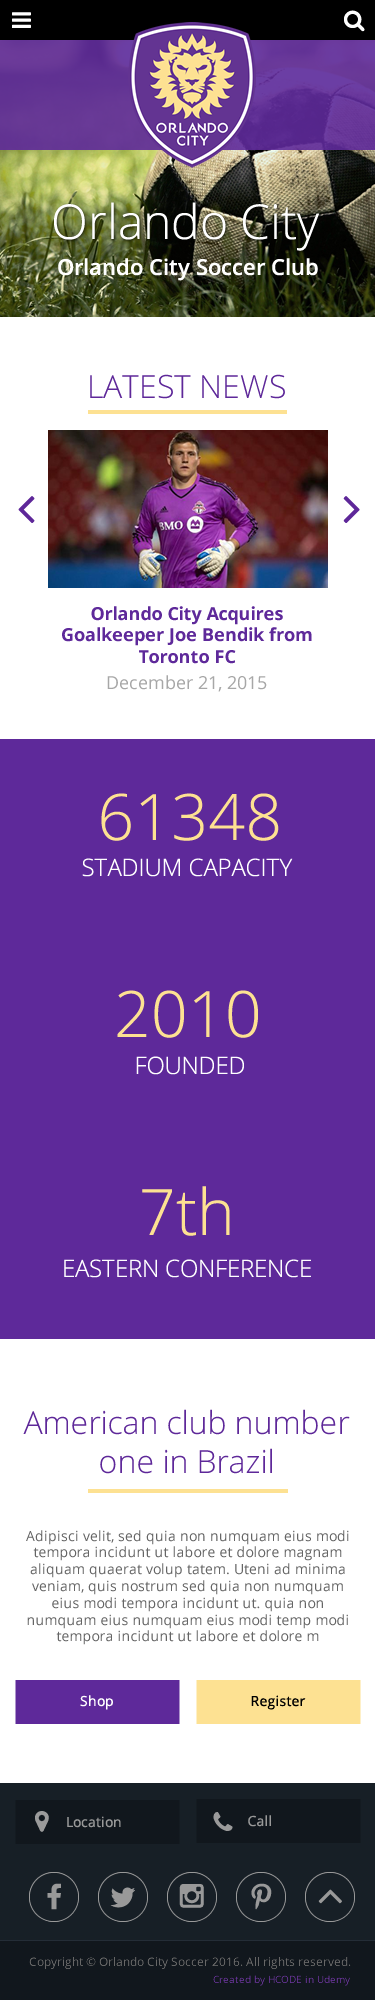 ORLANDO
CITY
Orlando City
Orlando City Soccer Club
LATEST NEWS
BMO
Orlando City Acquires
Goalkeeper Joe Bendik from
Toronto FC
December 21, 2015
61348
STADIUM CAPACITY
2010
FOUNDED
7th
EASTERN CONFERENCE
American club number
one in Brazil
Adipisci velit, sed quia non numquam eius modi
tempora incidunt ut labore et dolore magnam
aliquam quaerat volup tatem. Uteni ad minima
veniam, quis nostrum sed quia non numquam
eius modi tempora incidunt ut. quia non
numquam eius numquam eius modi temp modi
tempora incidunt ut labore et dolore m
Shop
Register
Location
Call
Copyright © Orlando City Soccer 2016. All rights reserved.
Created by HCODE in Udemy